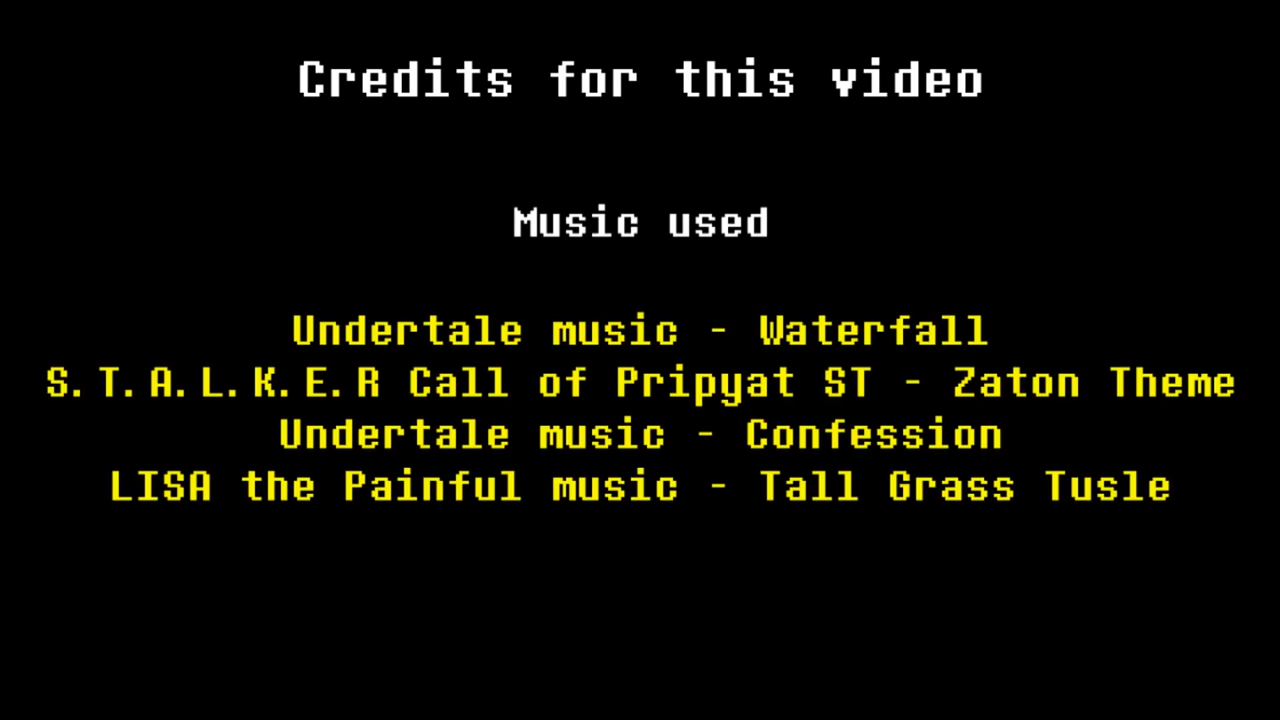 Credits for this video
Music used
Undertale music - Waterfall
S.T.A.L.K.E.R Call of Pripyat ST - Zaton Theme
Undertale music - Confession
LISA the Painful music - Tall Grass Tusle